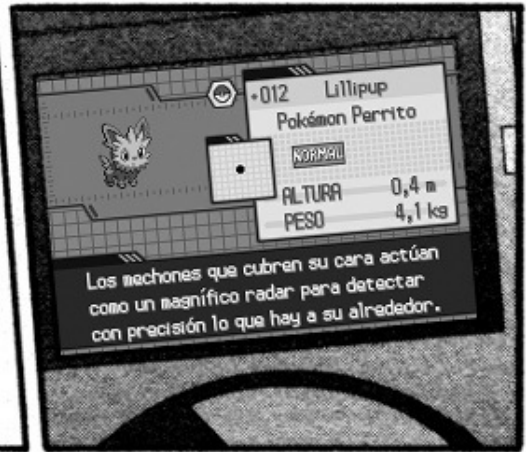 012 Lillipup
Pokémon Perrito
NORMAL
ALTURA 0,4 m
PESO 4,1 kg
Los mechones que cubren su cara actúan
como un magnífico radar para detectar
con precisión lo que hay a su alrededor.